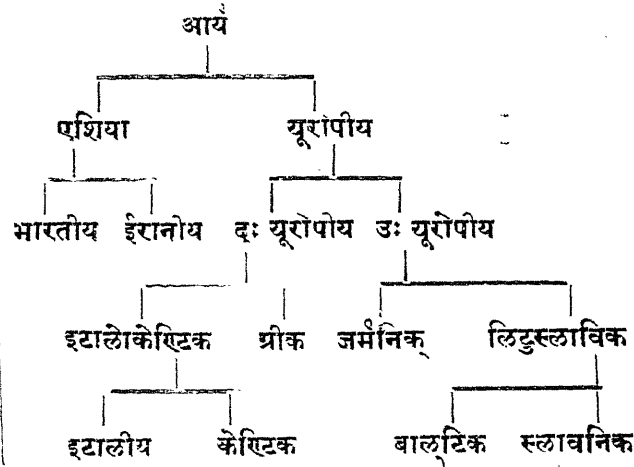 आर्य
एशिया यूरोपीय
भारतीय ईरानीय दः यूरोपीय उः यूरोपीय
इटालोकेण्टिक ग्रीक जर्मनिक् लिटुस्लाविक
इटालीय केण्टिक बाल्टिक स्लावनिक